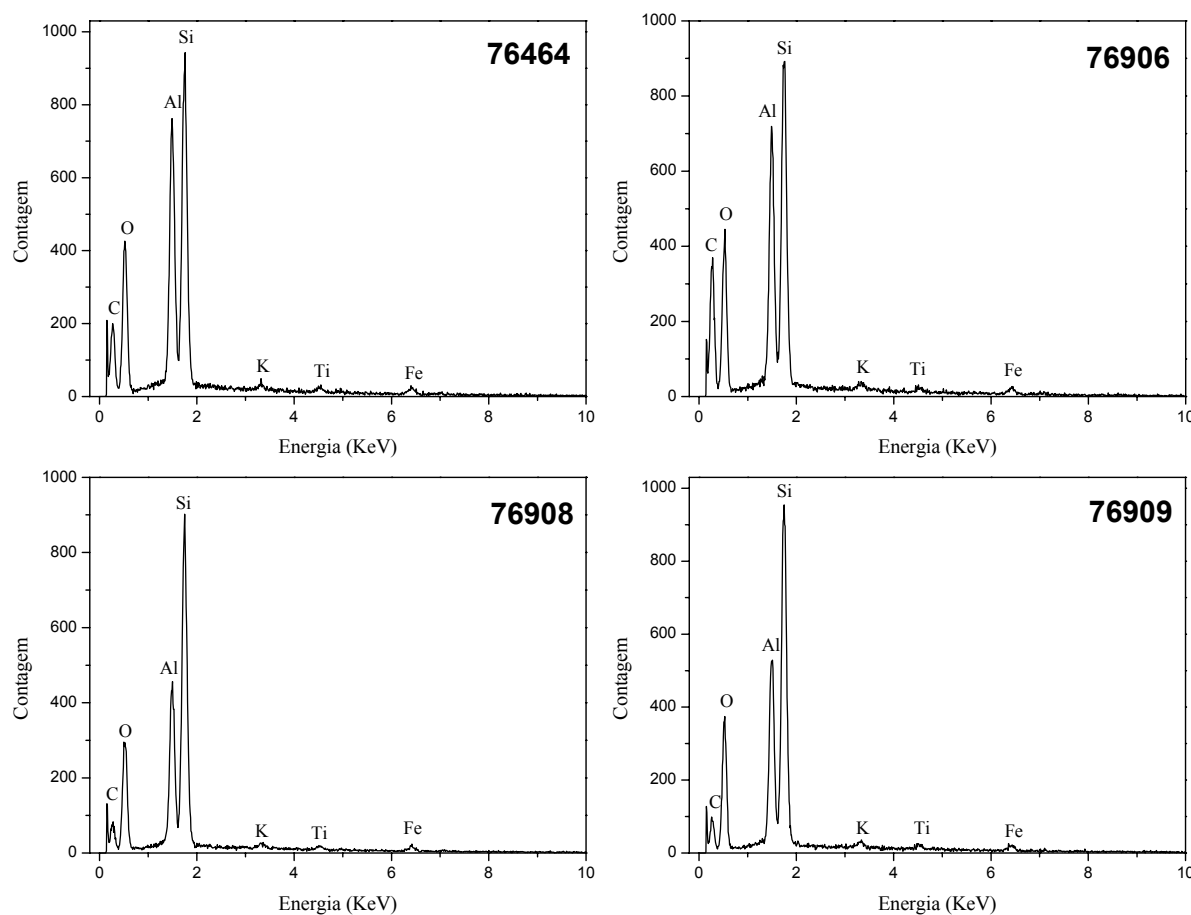 76464
Si
Al
O
C
K
Ti
Fe
1000
800
600
400
200
0
Contagem
0 2 4 6 8 10
Energia (KeV)
76906
Si
Al
O
C
K
Ti
Fe
1000
800
600
400
200
0
Contagem
0 2 4 6 8 10
Energia (KeV)
76908
Si
Al
O
C
K
Ti
Fe
1000
800
600
400
200
0
Contagem
0 2 4 6 8 10
Energia (KeV)
76909
Si
Al
O
C
K
Ti
Fe
1000
800
600
400
200
0
Contagem
0 2 4 6 8 10
Energia (KeV)